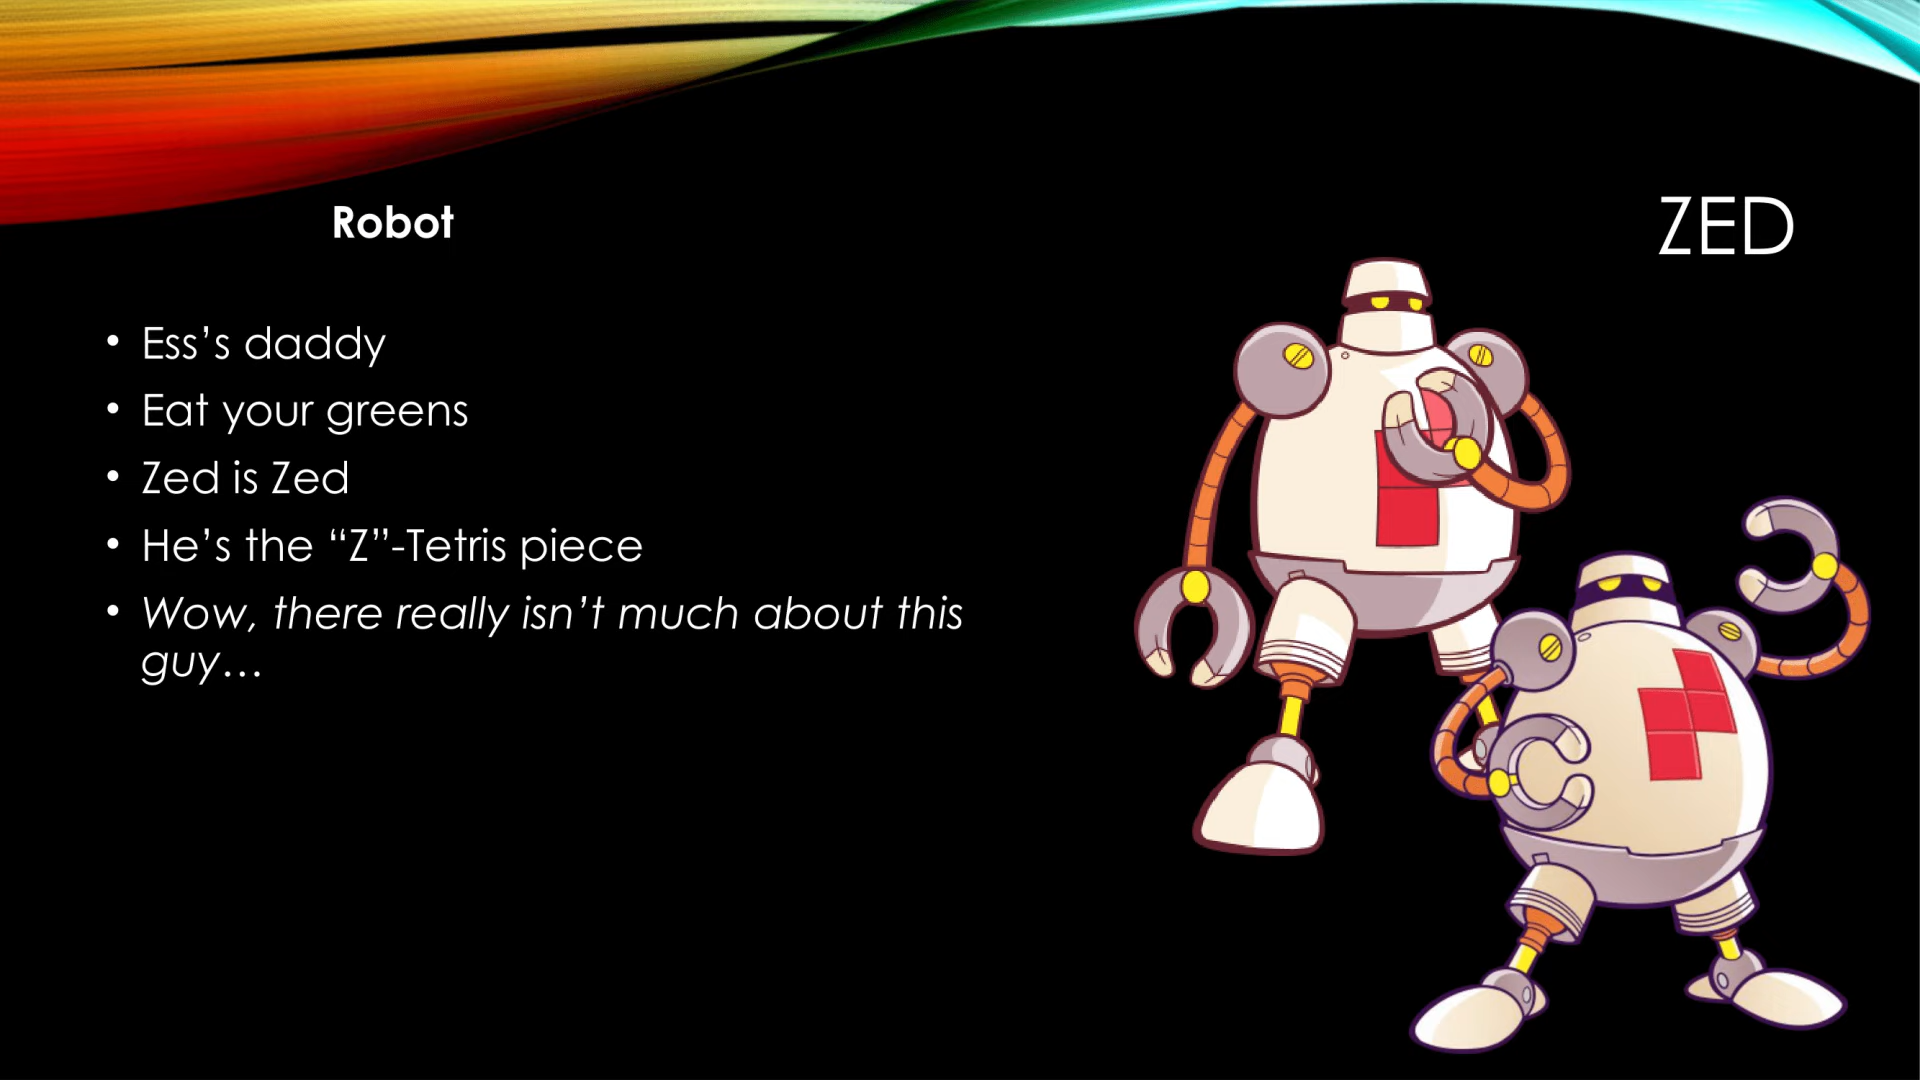 Robot
ZED
• Ess’s daddy
• Eat your greens
• Zed is Zed
• He’s the “Z”-Tetris piece
• Wow, there really isn’t much about this
guy…